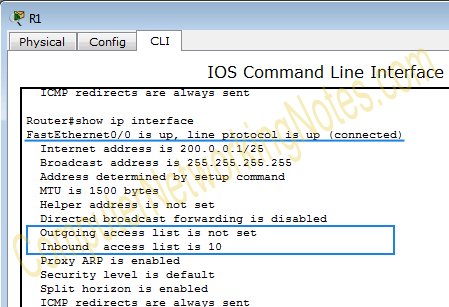 R1
Physical Config CLI
IOS Command Line Interface
ICMP redirects are always sent
Router#show ip interface
FastEthernet0/0 is up, line protocol is up (connected)
Internet address is 200.0.0.1/25
Broadcast address is 255.255.255.255
Address determined by setup command
MTU is 1500 bytes
Helper address is not set
Directed broadcast forwarding is disabled
Outgoing access list is not set
Inbound  access list is 10
Proxy ARP is enabled
Security level is default
Split horizon is enabled
ICMP redirects are always sent
ComputerNetworkingNotes.com